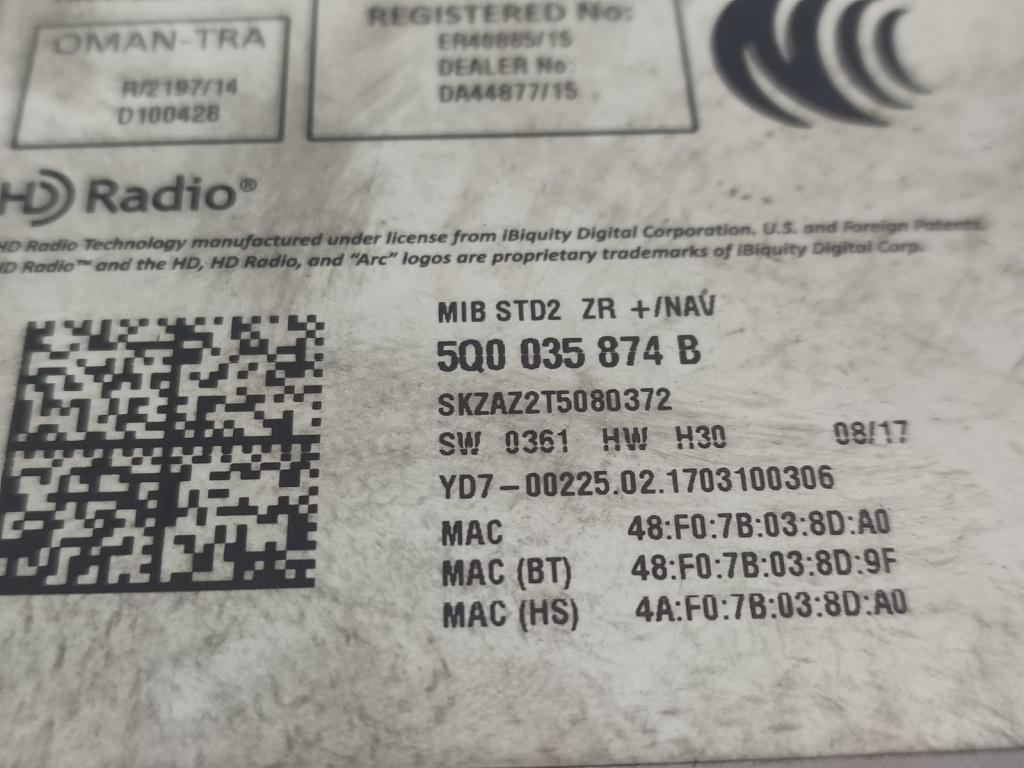 OMAN-TRA
R/2197/14
D100428
REGISTERED No:
ER40885/15
DEALER No:
DA44877/15
HD Radio®
HD Radio Technology manufactured under license from iBiquity Digital Corporation. U.S. and Foreign Patents.
HD Radio™ and the HD, HD Radio, and "Arc" logos are proprietary trademarks of iBiquity Digital Corp.
MIB STD2 ZR +/NAV
5Q0 035 874 B
SKZAZ2T5080372
SW 0361 HW H30 08/17
YD7-00225.02.1703100306
MAC 48:F0:7B:03:8D:A0
MAC (BT) 48:F0:7B:03:8D:9F
MAC (HS) 4A:F0:7B:03:8D:A0